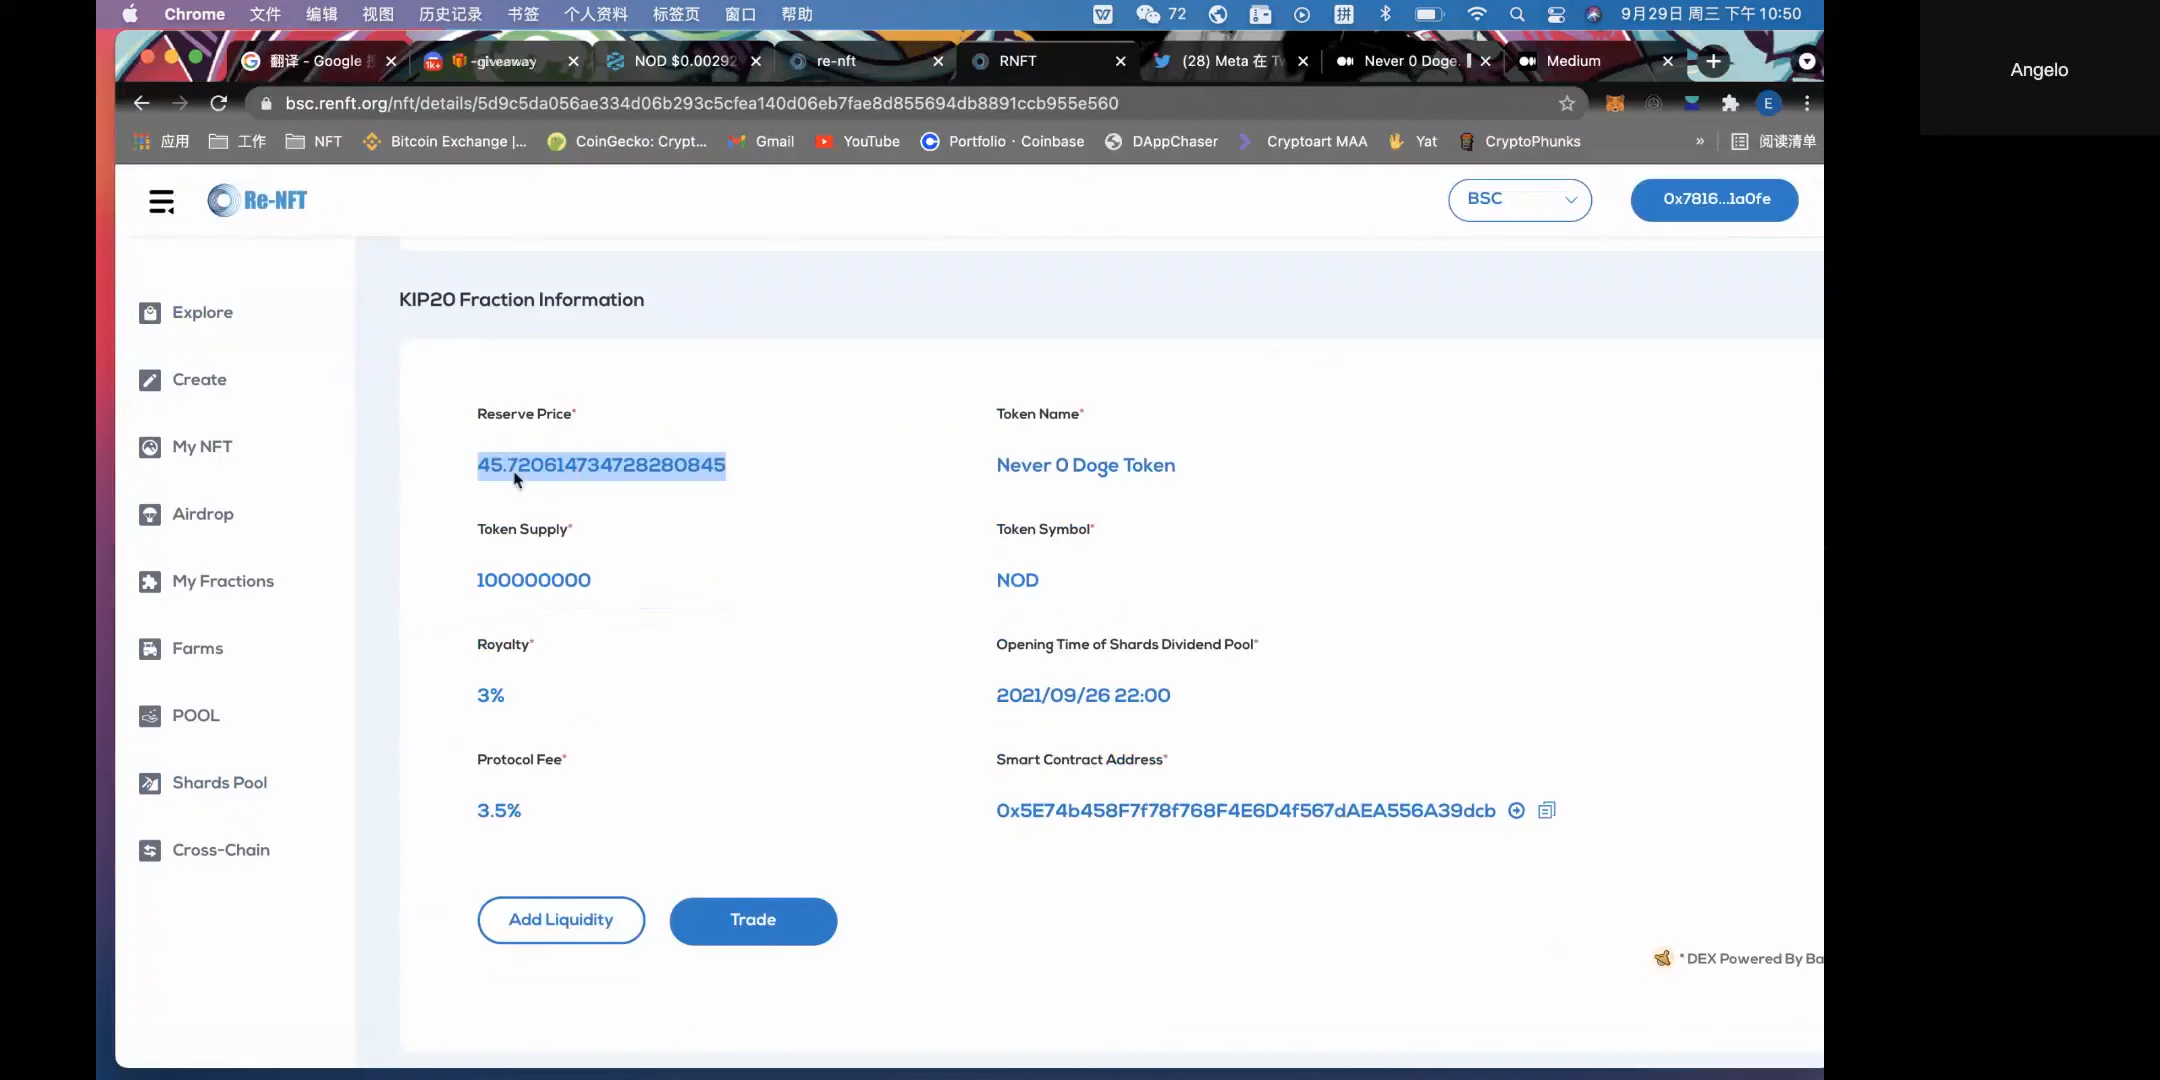 Chrome 文件 编辑 视图 历史记录 书签 个人资料 标签页 窗口 帮助 72 拼 9月29日 周三 下午 10:50
翻译 - Google -giveaway NOD $0.00292 re-nft RNFT (28) Meta 在 Tw Never 0 Doge. Medium
bsc.renft.org/nft/details/5d9c5da056ae334d06b293c5cfea140d06eb7fae8d855694db8891ccb955e560 E
应用 工作 NFT Bitcoin Exchange |... CoinGecko: Crypt... Gmail YouTube Portfolio · Coinbase DAppChaser Cryptoart MAA Yat CryptoPhunks » 阅读清单
Angelo
Re-NFT BSC 0x7816...1a0fe
Explore
Create
My NFT
Airdrop
My Fractions
Farms
POOL
Shards Pool
Cross-Chain
KIP20 Fraction Information
Reserve Price*
45.720614734728280845
Token Name*
Never 0 Doge Token
Token Supply*
100000000
Token Symbol*
NOD
Royalty*
3%
Opening Time of Shards Dividend Pool*
2021/09/26 22:00
Protocol Fee*
3.5%
Smart Contract Address*
0x5E74b458F7f78f768F4E6D4f567dAEA556A39dcb
Add Liquidity
Trade
* DEX Powered By Ba